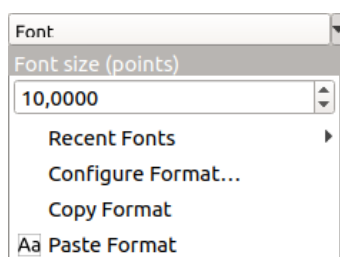 Font
Font size (points)
10,0000
Recent Fonts
Configure Format…
Copy Format
Aa Paste Format